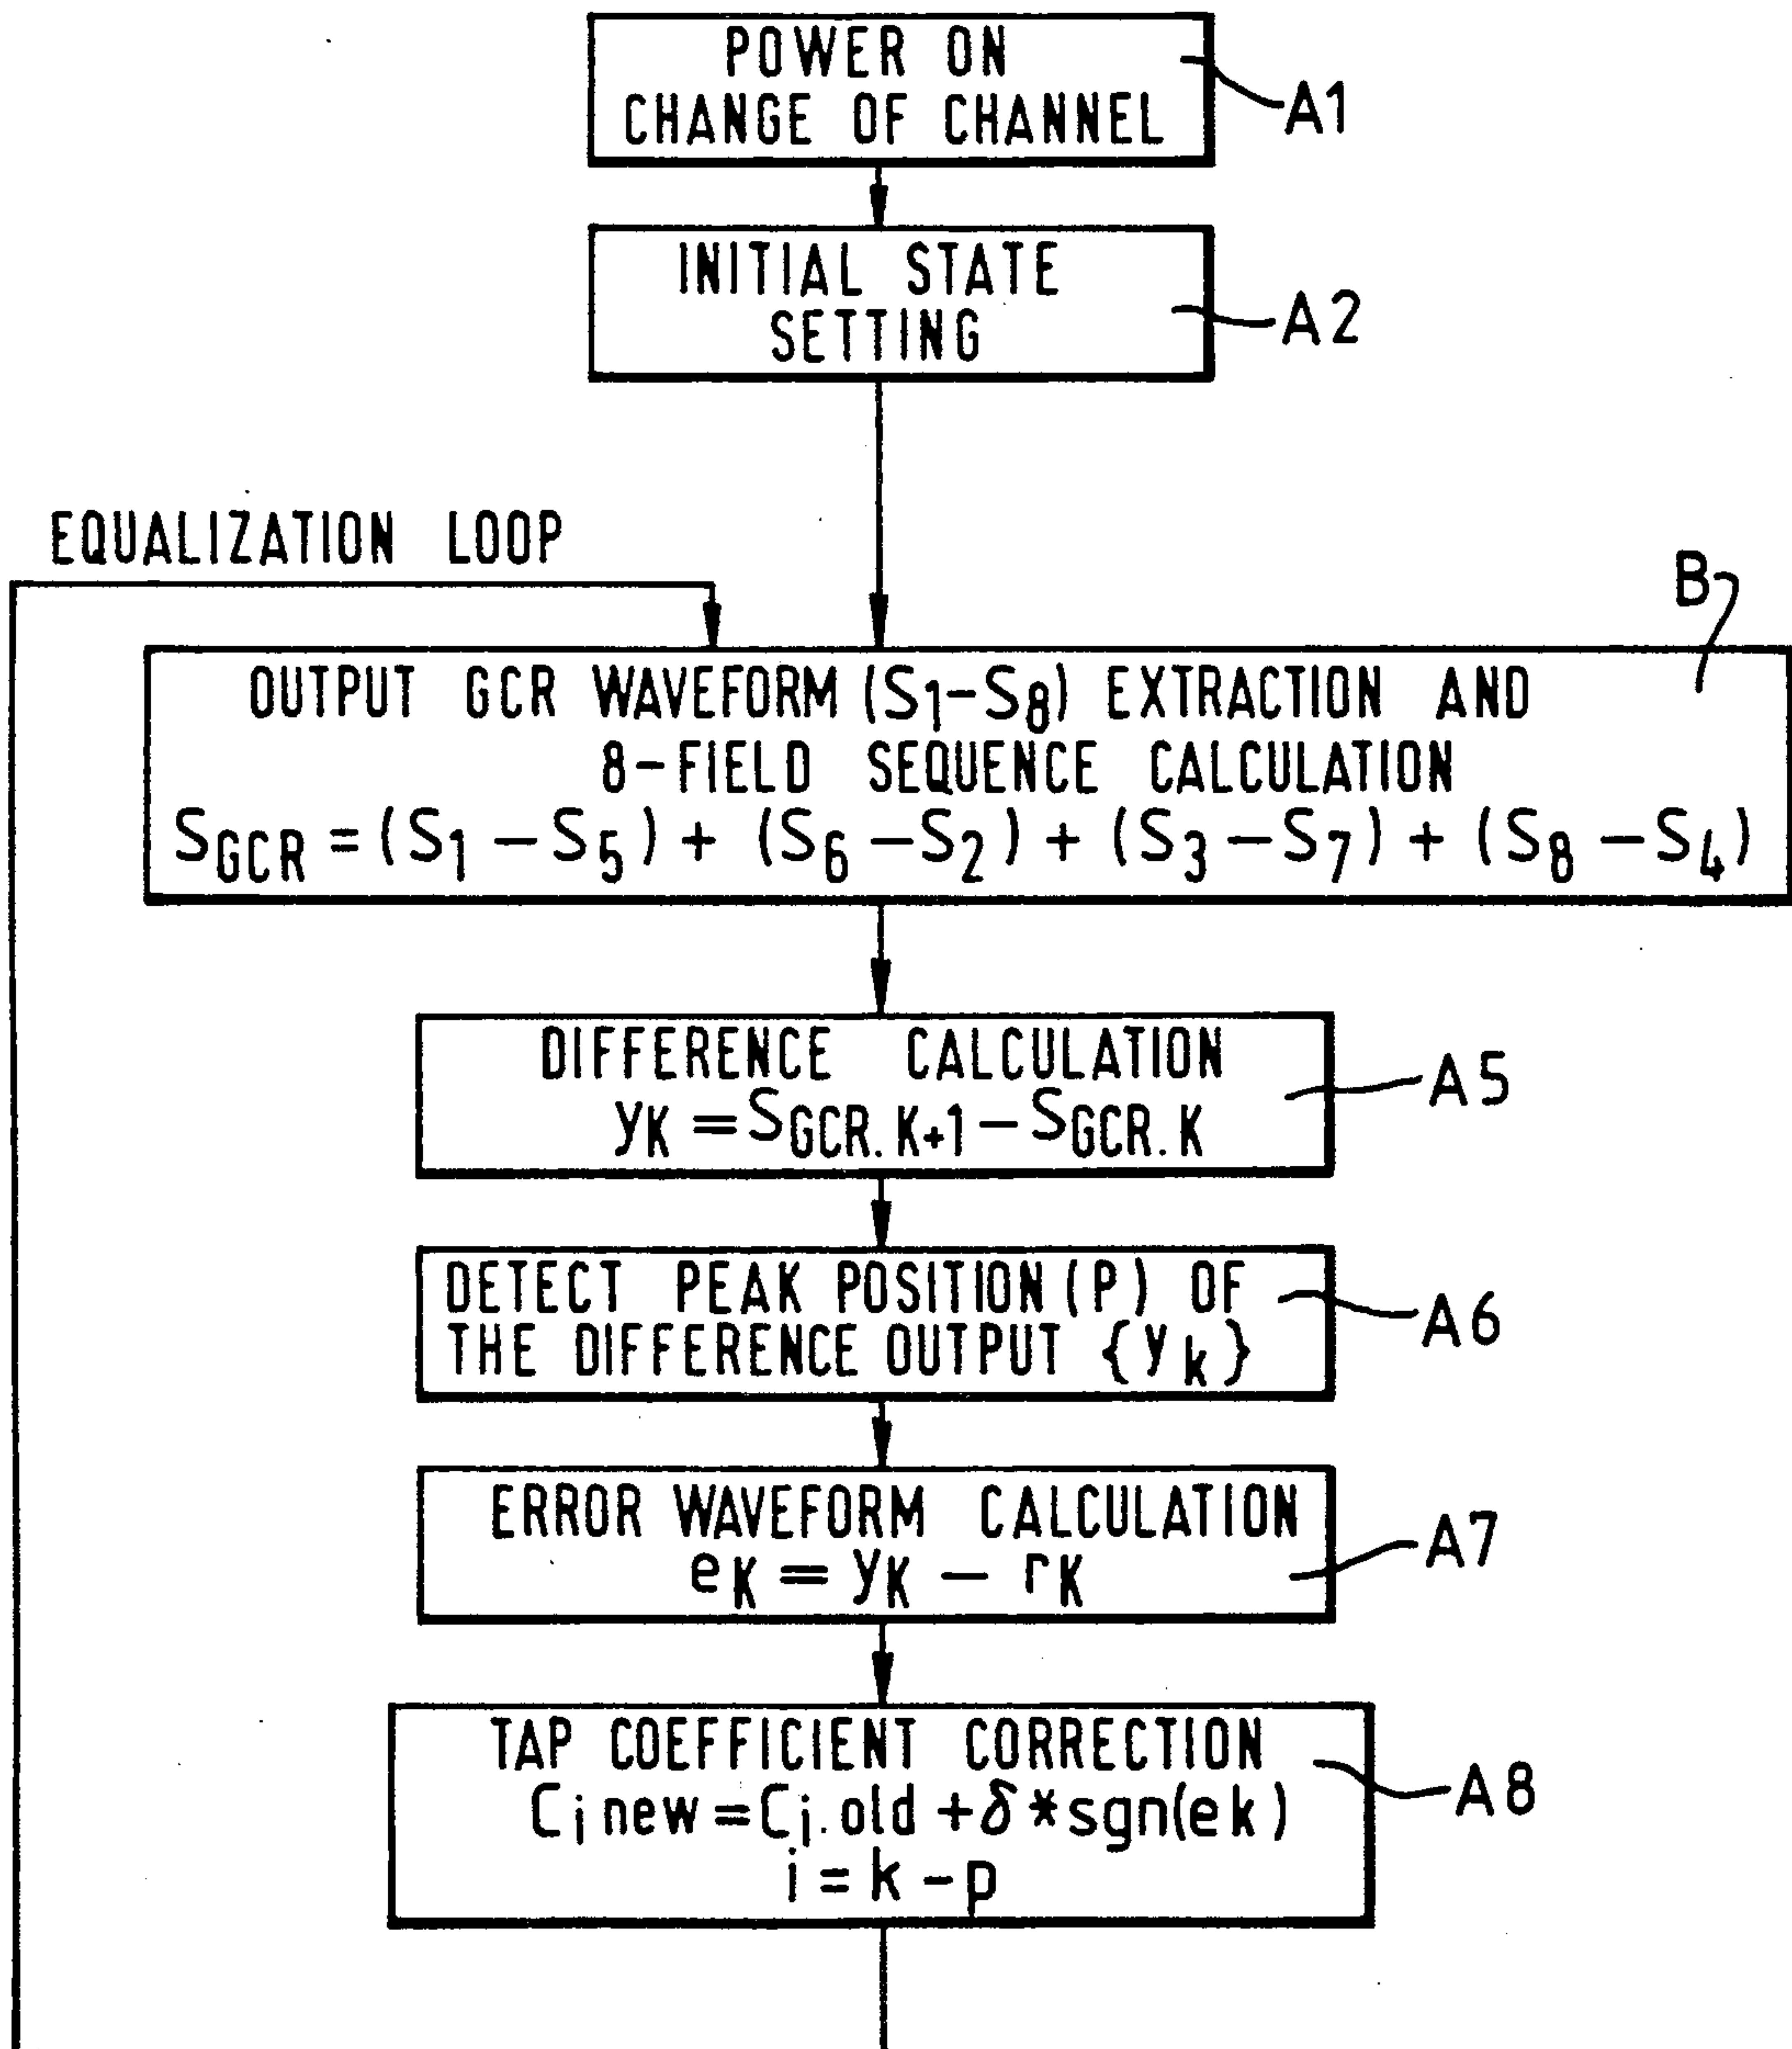 POWER ON
CHANGE OF CHANNEL
A1
INITIAL STATE
SETTING
A2
EQUALIZATION LOOP
B
OUTPUT GCR WAVEFORM (S1-S8) EXTRACTION AND
8-FIELD SEQUENCE CALCULATION
SGCR = (S1 - S5) + (S6 - S2) + (S3 - S7) + (S8 - S4)
DIFFERENCE CALCULATION
yK = SGCR.K+1 - SGCR.K
A5
DETECT PEAK POSITION (P) OF
THE DIFFERENCE OUTPUT {yk}
A6
ERROR WAVEFORM CALCULATION
eK = yK - rK
A7
TAP COEFFICIENT CORRECTION
Ci new = Ci.old + δ * sgn(ek)
i = k - p
A8